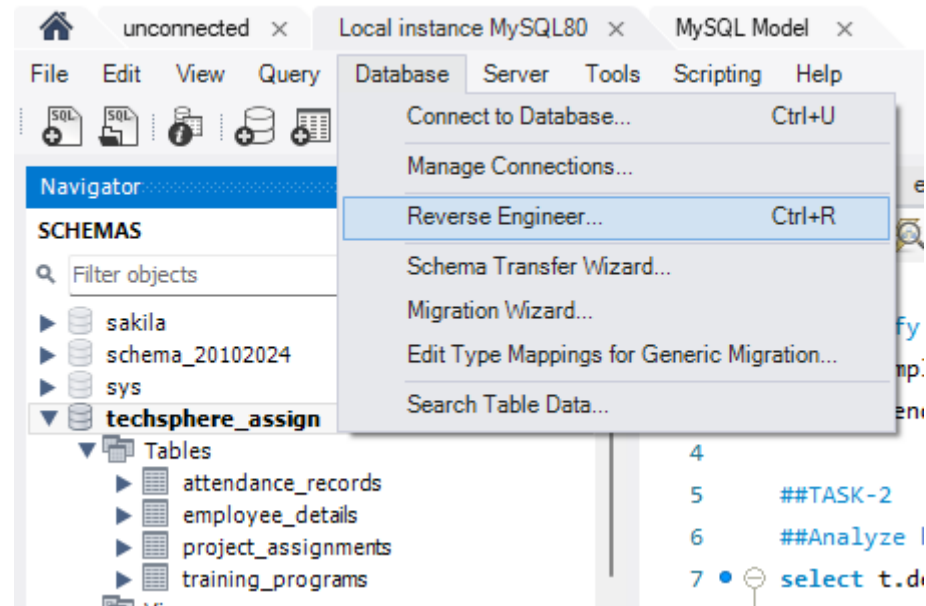 unconnected × Local instance MySQL80 × MySQL Model ×
File Edit View Query Database Server Tools Scripting Help
SQL SQL
Connect to Database... Ctrl+U
Manage Connections...
Reverse Engineer... Ctrl+R
Schema Transfer Wizard...
Migration Wizard...
Edit Type Mappings for Generic Migration...
Search Table Data...
Navigator
SCHEMAS
Filter objects
sakila
schema_20102024
sys
techsphere_assign
Tables
attendance_records
employee_details
project_assignments
training_programs
4
5 ##TASK-2
6 ##Analyze
7 select t.d